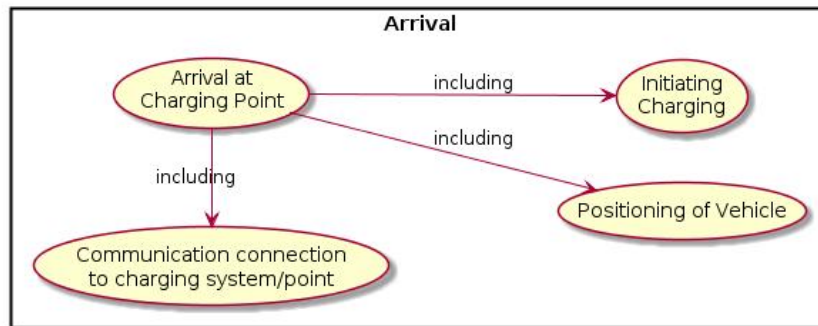 Arrival
Arrival at
Charging Point
including
Initiating
Charging
including
Positioning of Vehicle
including
Communication connection
to charging system/point